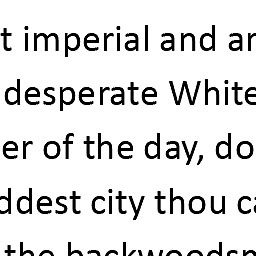 t imperial and ar
desperate White
er of the day, do
ddest city thou ca
the backwoodsm